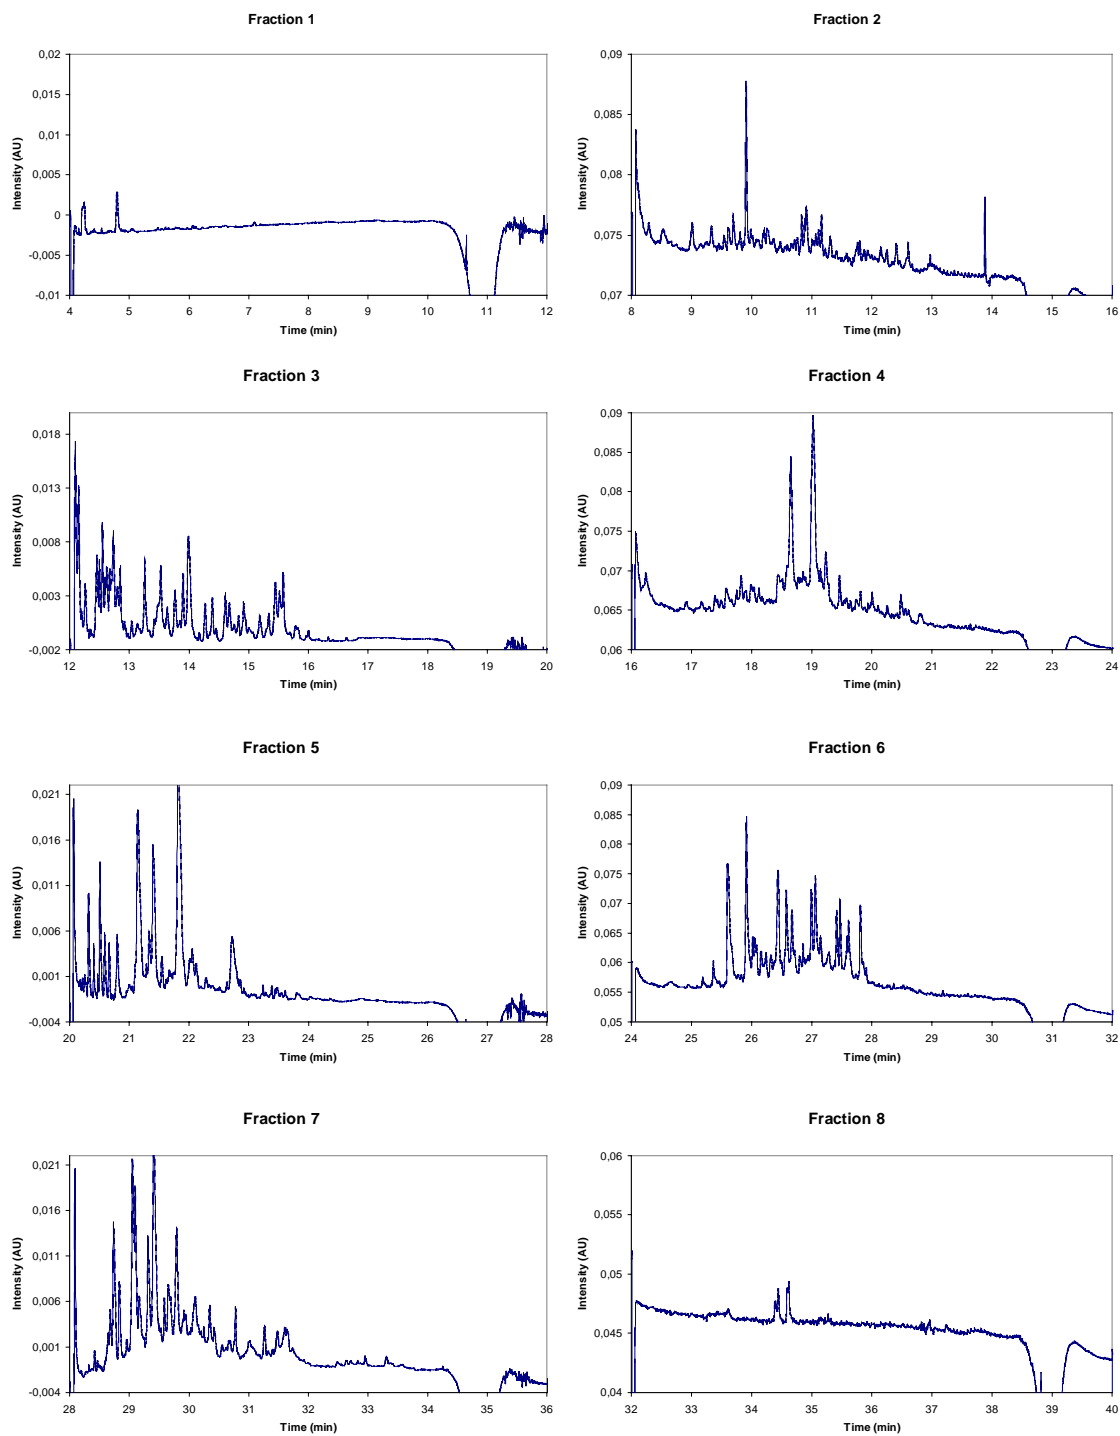 Fraction 1
0,02
0,015
0,01
0,005
0
-0,005
-0,01
Intensity (AU)
4 5 6 7 8 9 10 11 12
Time (min)
Fraction 2
0,09
0,085
0,08
0,075
0,07
Intensity (AU)
8 9 10 11 12 13 14 15 16
Time (min)
Fraction 3
0,018
0,013
0,008
0,003
-0,002
Intensity (AU)
12 13 14 15 16 17 18 19 20
Time (min)
Fraction 4
0,09
0,085
0,08
0,075
0,07
0,065
0,06
Intensity (AU)
16 17 18 19 20 21 22 23 24
Time (min)
Fraction 5
0,021
0,016
0,011
0,006
0,001
-0,004
Intensity (AU)
20 21 22 23 24 25 26 27 28
Time (min)
Fraction 6
0,09
0,085
0,08
0,075
0,07
0,065
0,06
0,055
0,05
Intensity (AU)
24 25 26 27 28 29 30 31 32
Time (min)
Fraction 7
0,021
0,016
0,011
0,006
0,001
-0,004
Intensity (AU)
28 29 30 31 32 33 34 35 36
Time (min)
Fraction 8
0,06
0,055
0,05
0,045
0,04
Intensity (AU)
32 33 34 35 36 37 38 39 40
Time (min)